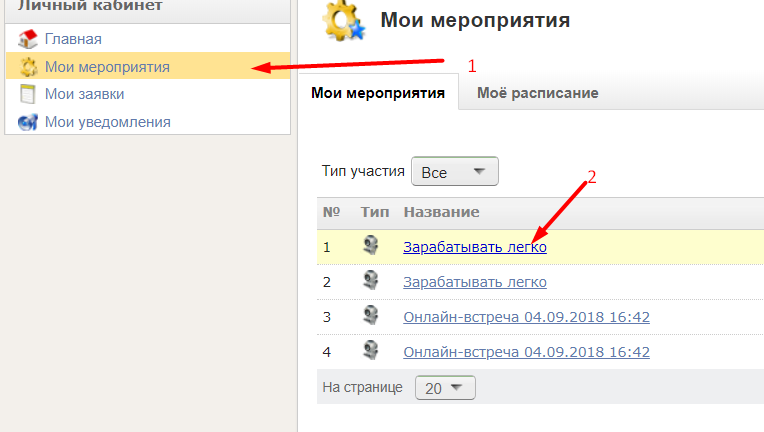 Личный кабинет
Главная
Мои мероприятия
Мои заявки
Мои уведомления
1
Мои мероприятия
Мои мероприятия Моё расписание
Тип участия Все
2
№ Тип Название
1 Зарабатывать легко
2 Зарабатывать легко
3 Онлайн-встреча 04.09.2018 16:42
4 Онлайн-встреча 04.09.2018 16:42
На странице 20